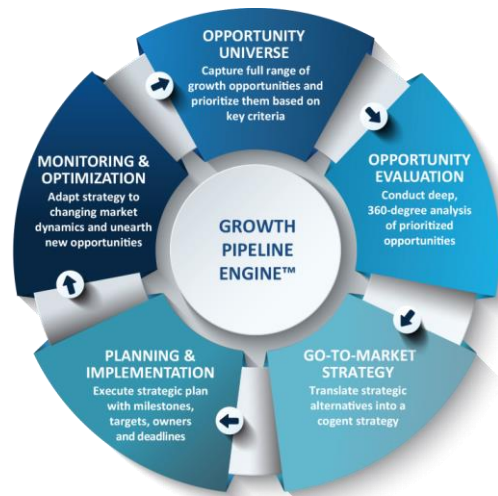 OPPORTUNITY
UNIVERSE
Capture full range of
growth opportunities and
prioritize them based on
key criteria
OPPORTUNITY
EVALUATION
Conduct deep,
360-degree analysis
of prioritized
opportunities
GO-TO-MARKET
STRATEGY
Translate strategic
alternatives into a
cogent strategy
PLANNING &
IMPLEMENTATION
Execute strategic plan
with milestones,
targets, owners
and deadlines
MONITORING &
OPTIMIZATION
Adapt strategy to
changing market
dynamics and unearth
new opportunities
GROWTH
PIPELINE
ENGINE™